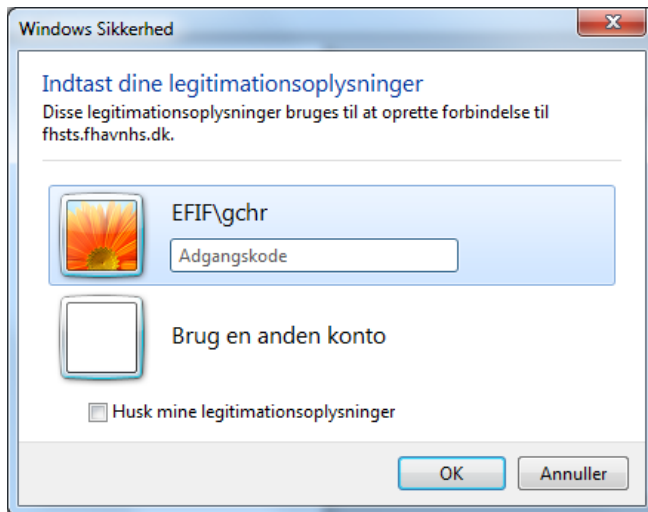 Windows Sikkerhed
Indtast dine legitimationsoplysninger
Disse legitimationsoplysninger bruges til at oprette forbindelse til
fhsts.fhavnhs.dk.
EFIF\gchr
Adgangskode
Brug en anden konto
Husk mine legitimationsoplysninger
OK
Annuller